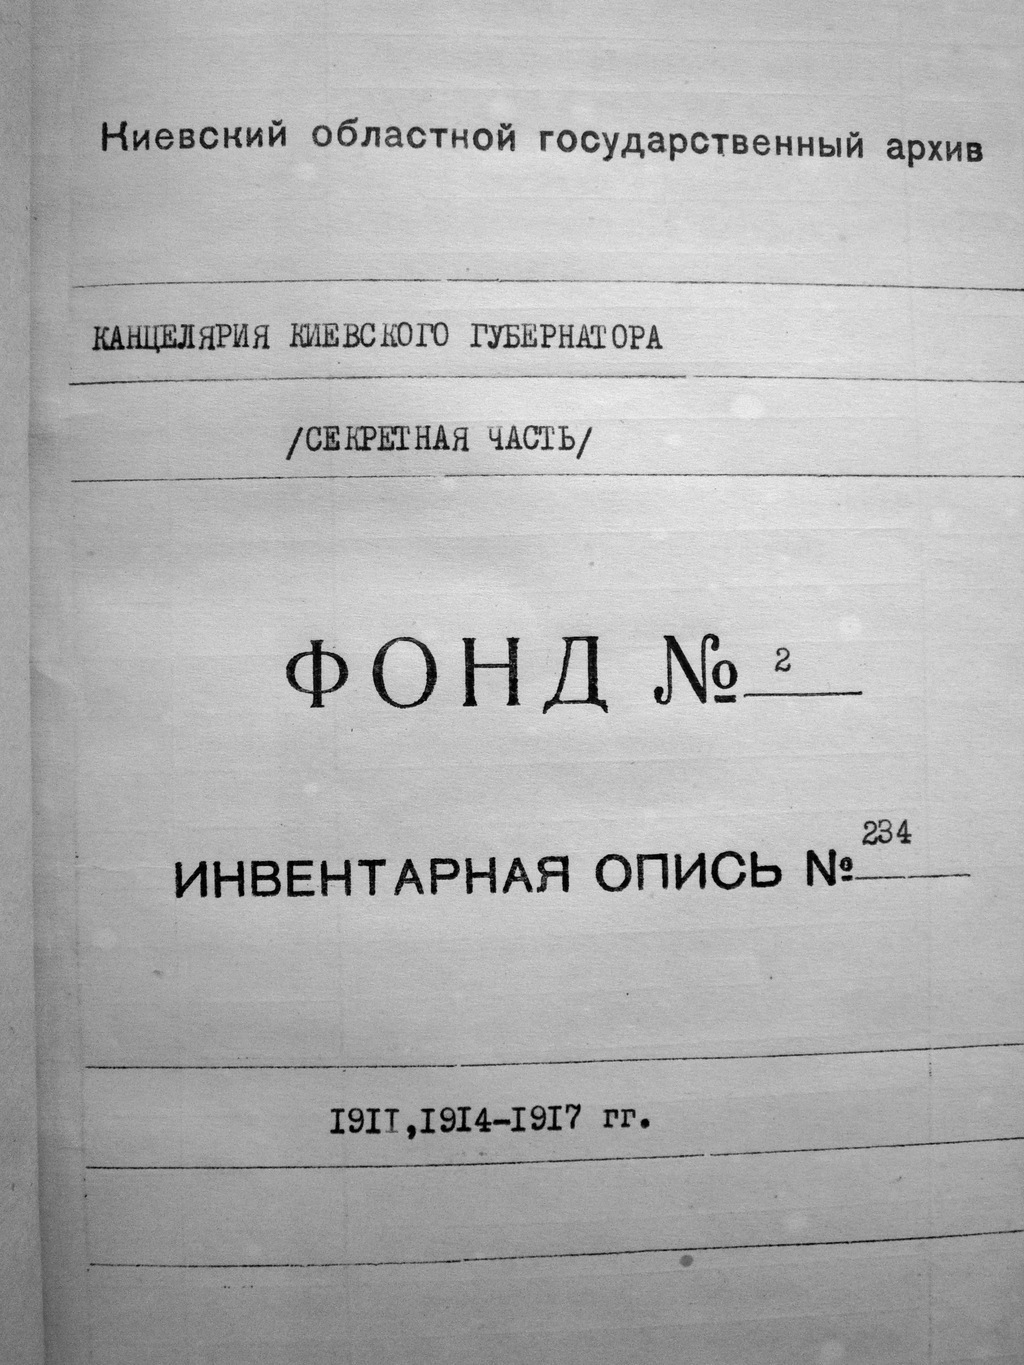 Киевский областной государственный архив
КАНЦЕЛЯРИЯ КИЕВСКОГО ГУБЕРНАТОРА
/СЕКРЕТНАЯ ЧАСТЬ/
ФОНД № 2
ИНВЕНТАРНАЯ ОПИСЬ № 234
1911,1914-1917 гг.